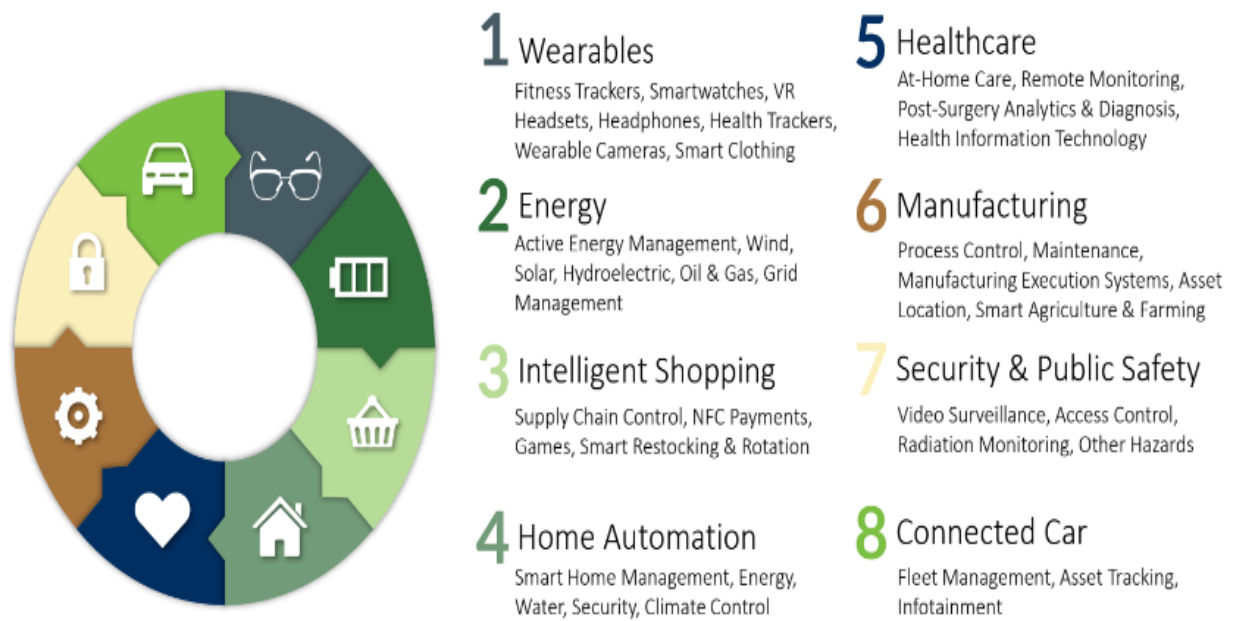 1 Wearables
Fitness Trackers, Smartwatches, VR
Headsets, Headphones, Health Trackers,
Wearable Cameras, Smart Clothing
2 Energy
Active Energy Management, Wind,
Solar, Hydroelectric, Oil & Gas, Grid
Management
3 Intelligent Shopping
Supply Chain Control, NFC Payments,
Games, Smart Restocking & Rotation
4 Home Automation
Smart Home Management, Energy,
Water, Security, Climate Control
5 Healthcare
At-Home Care, Remote Monitoring,
Post-Surgery Analytics & Diagnosis,
Health Information Technology
6 Manufacturing
Process Control, Maintenance,
Manufacturing Execution Systems, Asset
Location, Smart Agriculture & Farming
7 Security & Public Safety
Video Surveillance, Access Control,
Radiation Monitoring, Other Hazards
8 Connected Car
Fleet Management, Asset Tracking,
Infotainment